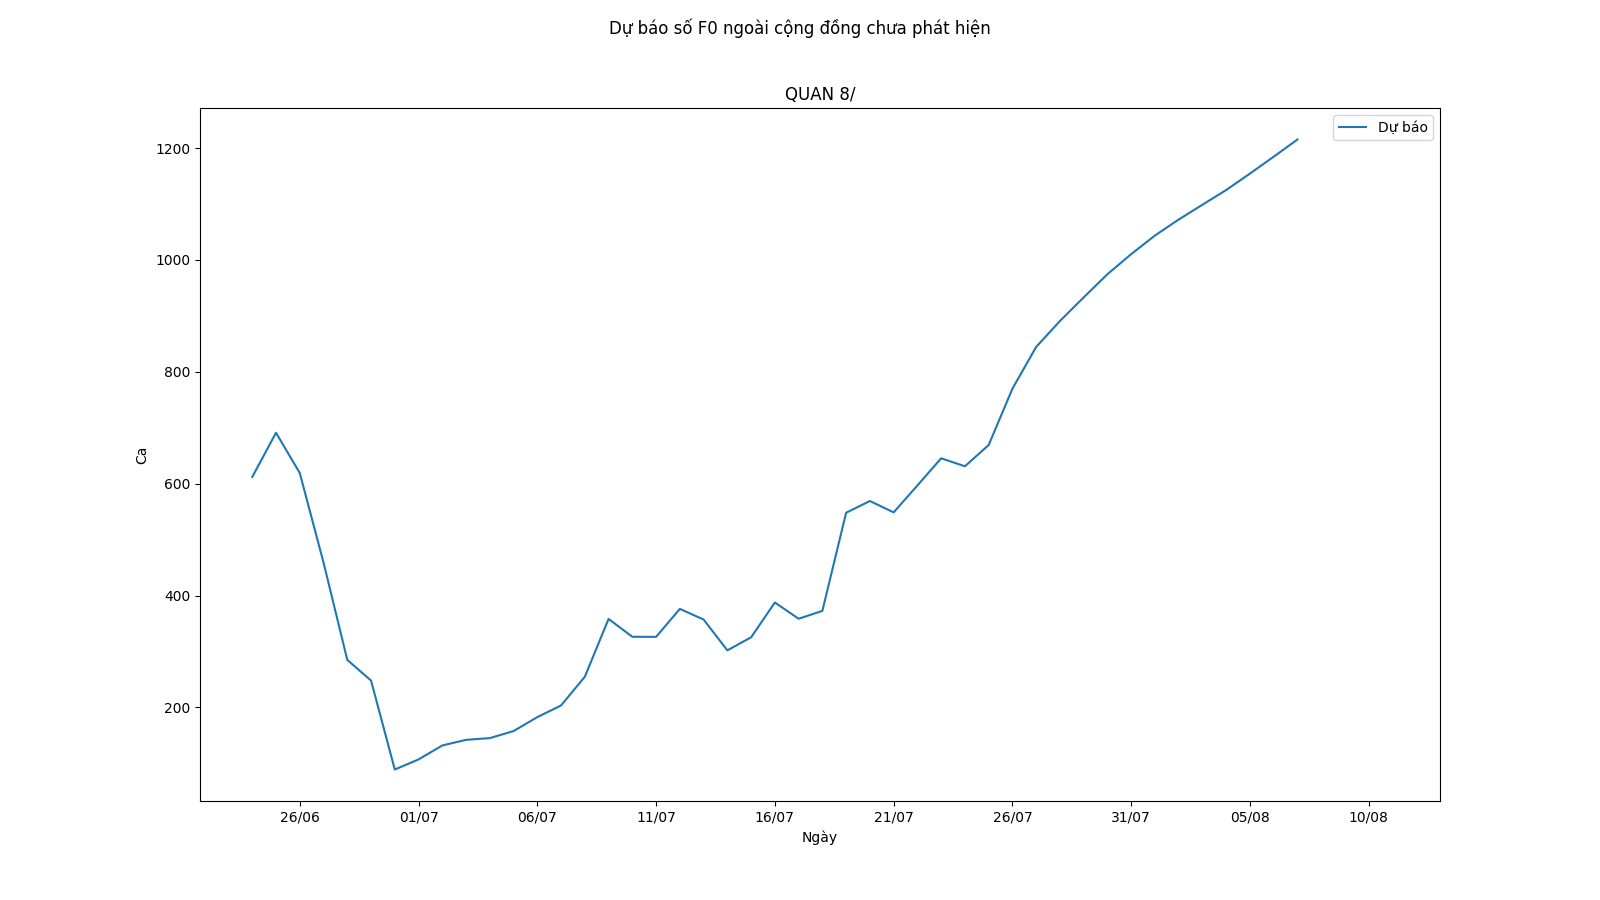 Dự báo số F0 ngoài cộng đồng chưa phát hiện
QUAN 8/
Dự báo
1200
1000
800
600
400
200
Ca
26/06 01/07 06/07 11/07 16/07 21/07 26/07 31/07 05/08 10/08
Ngày